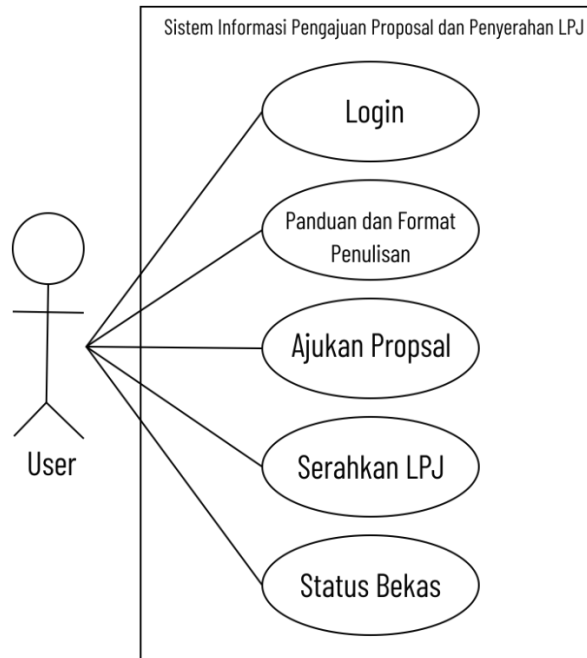 Sistem Informasi Pengajuan Proposal dan Penyerahan LPJ
Login
Panduan dan Format
Penulisan
Ajukan Propsal
Serahkan LPJ
User
Status Bekas